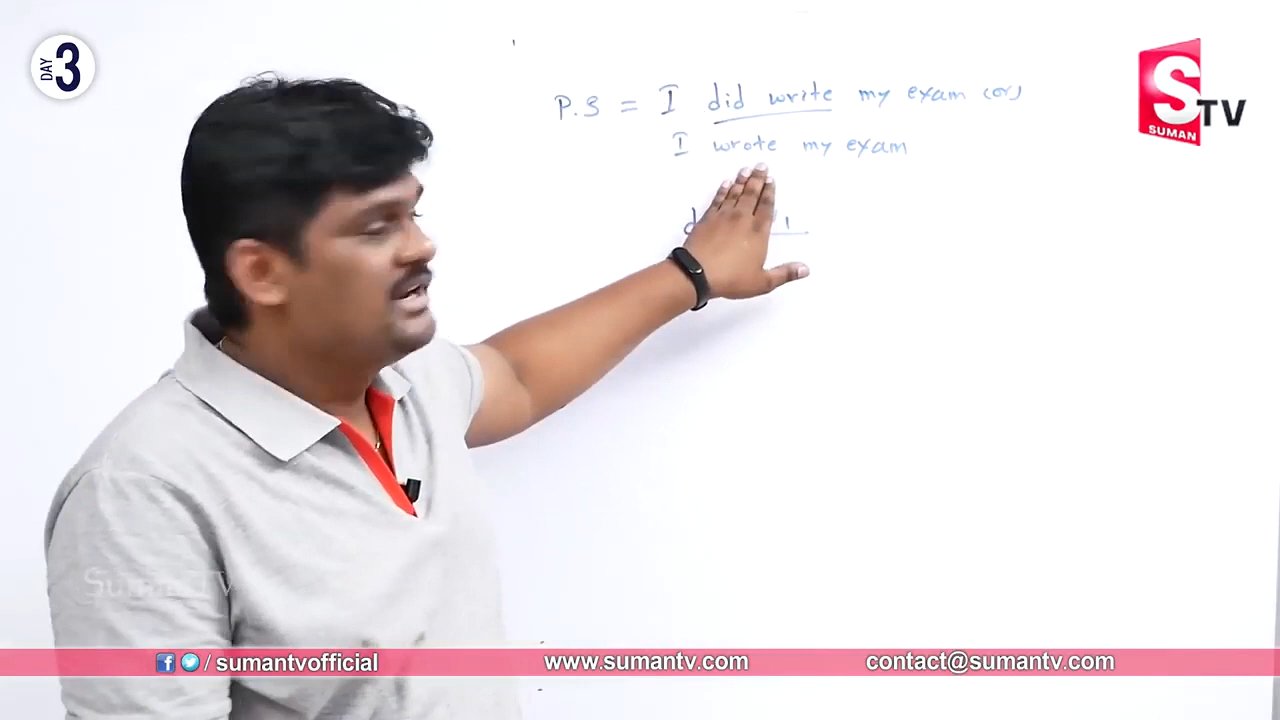 DAY 3
P.S = I did write my exam (or)
I wrote my exam
S TV
SUMAN
SumanTV
/ sumantvofficial
www.sumantv.com
contact@sumantv.com